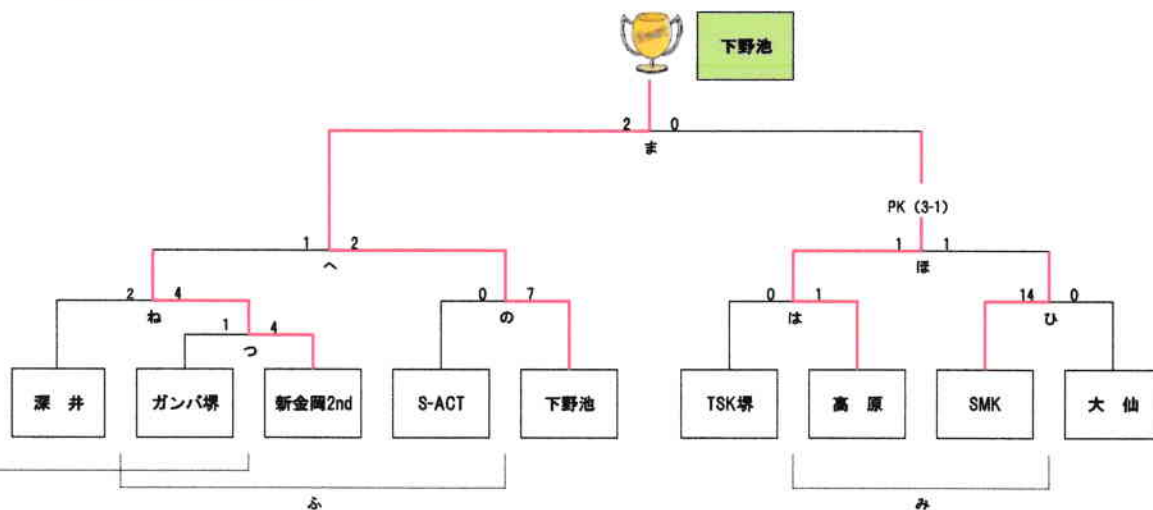 下野池
2 0
ま
PK (3-1)
1 2
へ
1 1
ほ
2 4
ね
0 7
の
0 1
は
14 0
ひ
1 4
つ
深 井
ガンバ堺
新金岡2nd
S-ACT
下野池
TSK堺
高 原
SMK
大 仙
ふ
み